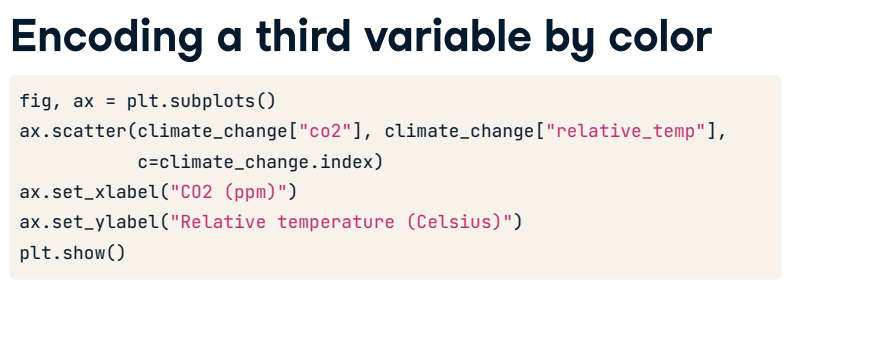 Encoding a third variable by color
fig, ax = plt.subplots()
ax.scatter(climate_change["co2"], climate_change["relative_temp"],
           c=climate_change.index)
ax.set_xlabel("CO2 (ppm)")
ax.set_ylabel("Relative temperature (Celsius)")
plt.show()